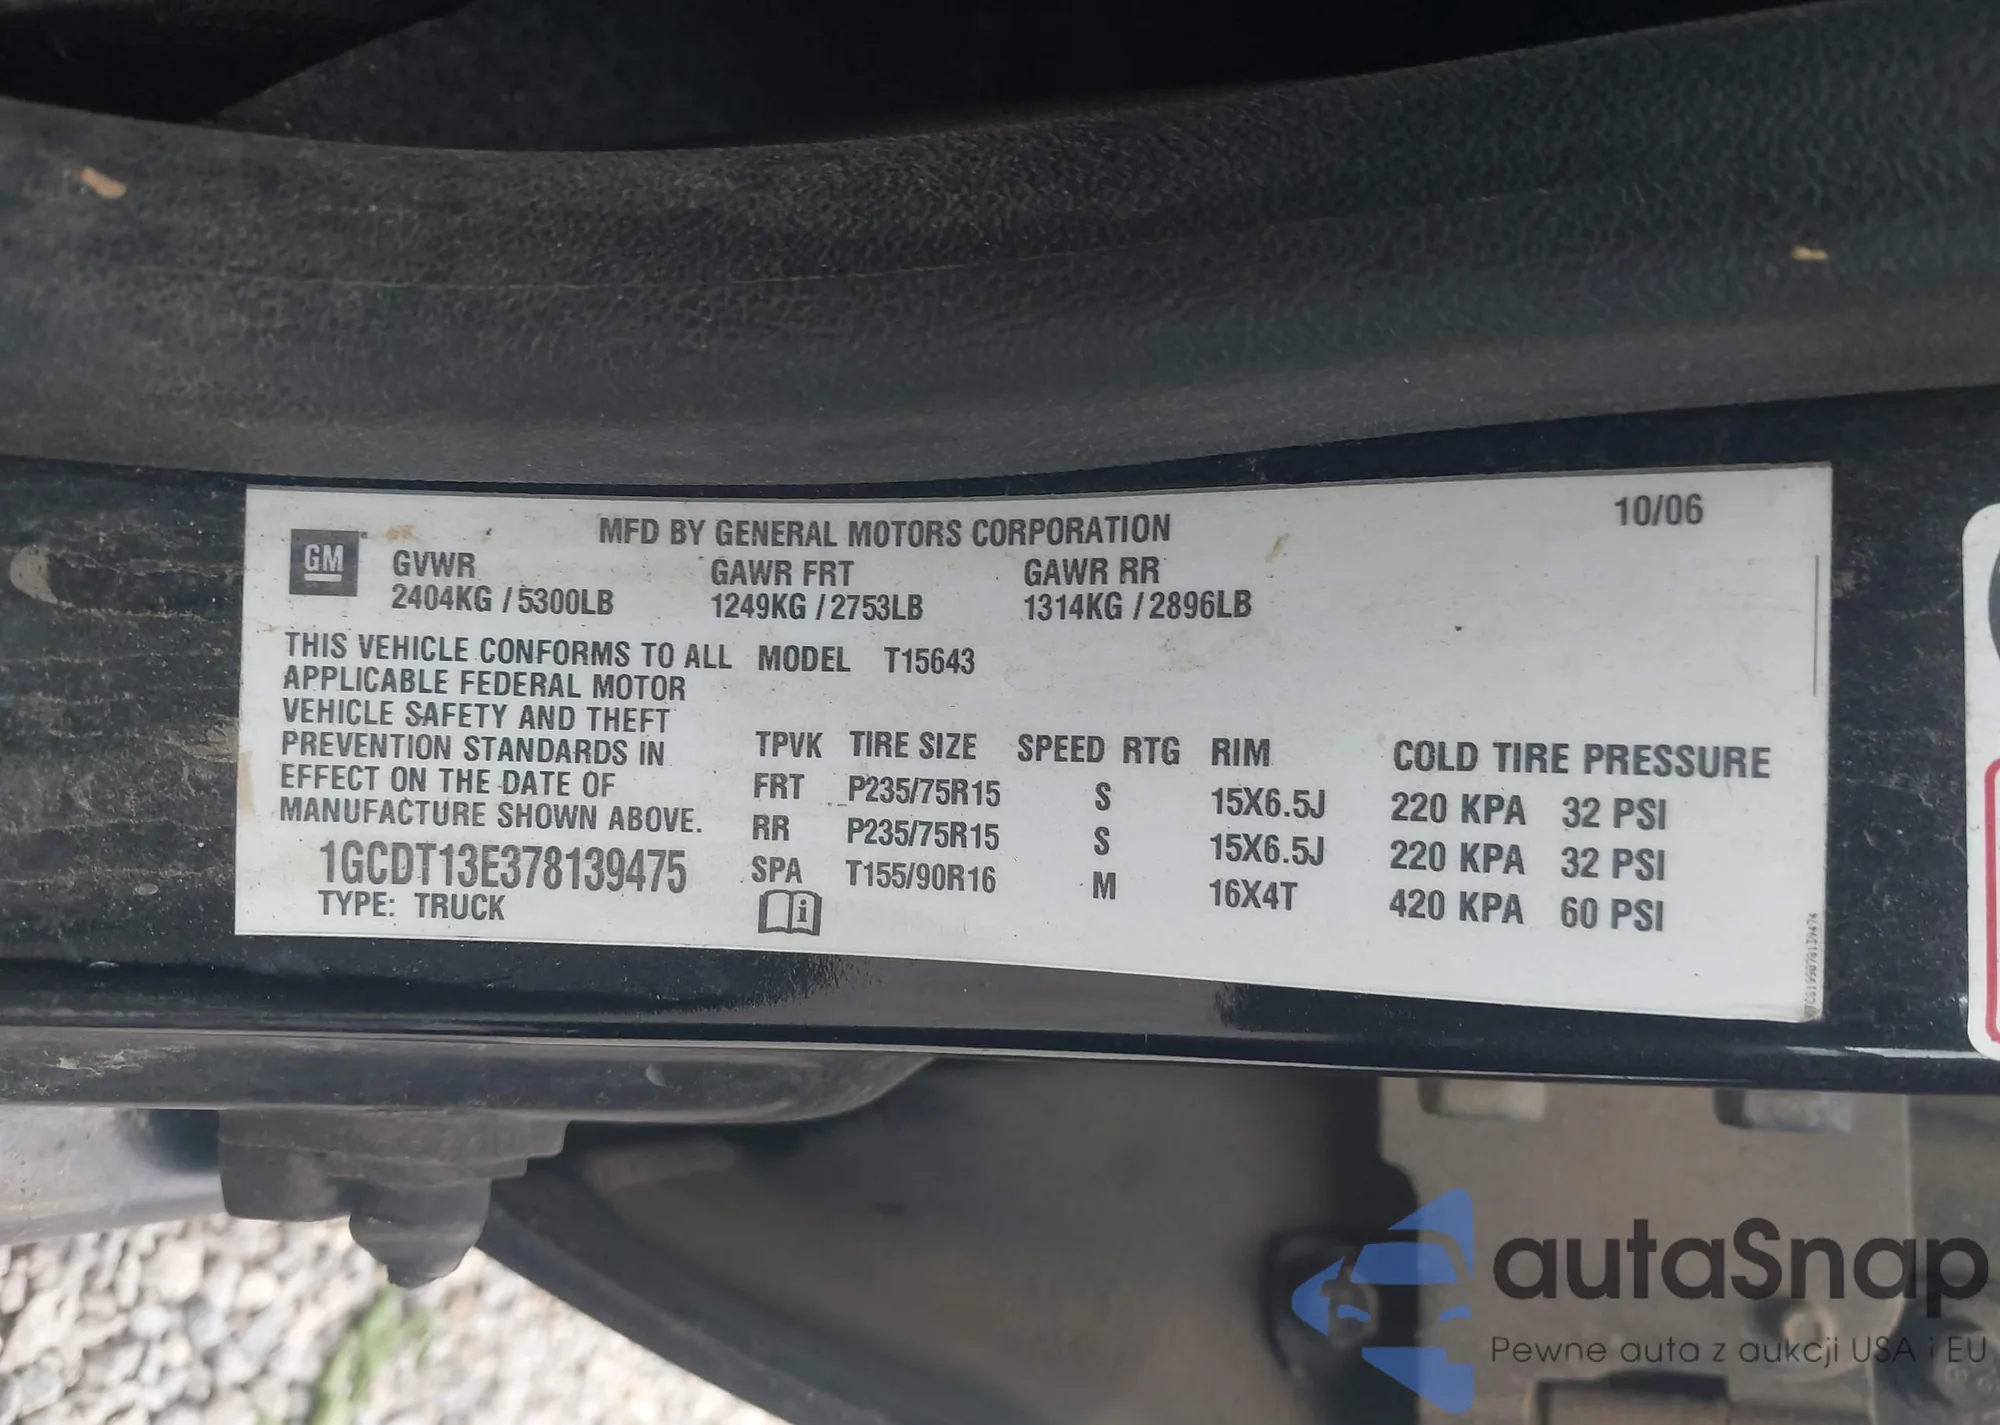 10/06
MFD BY GENERAL MOTORS CORPORATION
GM
GVWR GAWR FRT GAWR RR
2404KG / 5300LB 1249KG / 2753LB 1314KG / 2896LB
THIS VEHICLE CONFORMS TO ALL MODEL T15643
APPLICABLE FEDERAL MOTOR
VEHICLE SAFETY AND THEFT
PREVENTION STANDARDS IN
EFFECT ON THE DATE OF
MANUFACTURE SHOWN ABOVE.
1GCDT13E378139475
TYPE: TRUCK
TPVK TIRE SIZE SPEED RTG RIM COLD TIRE PRESSURE
FRT P235/75R15 S 15X6.5J 220 KPA 32 PSI
RR P235/75R15 S 15X6.5J 220 KPA 32 PSI
SPA T155/90R16 M 16X4T 420 KPA 60 PSI
i
autaSnap
Pewne auta z aukcji USA i EU